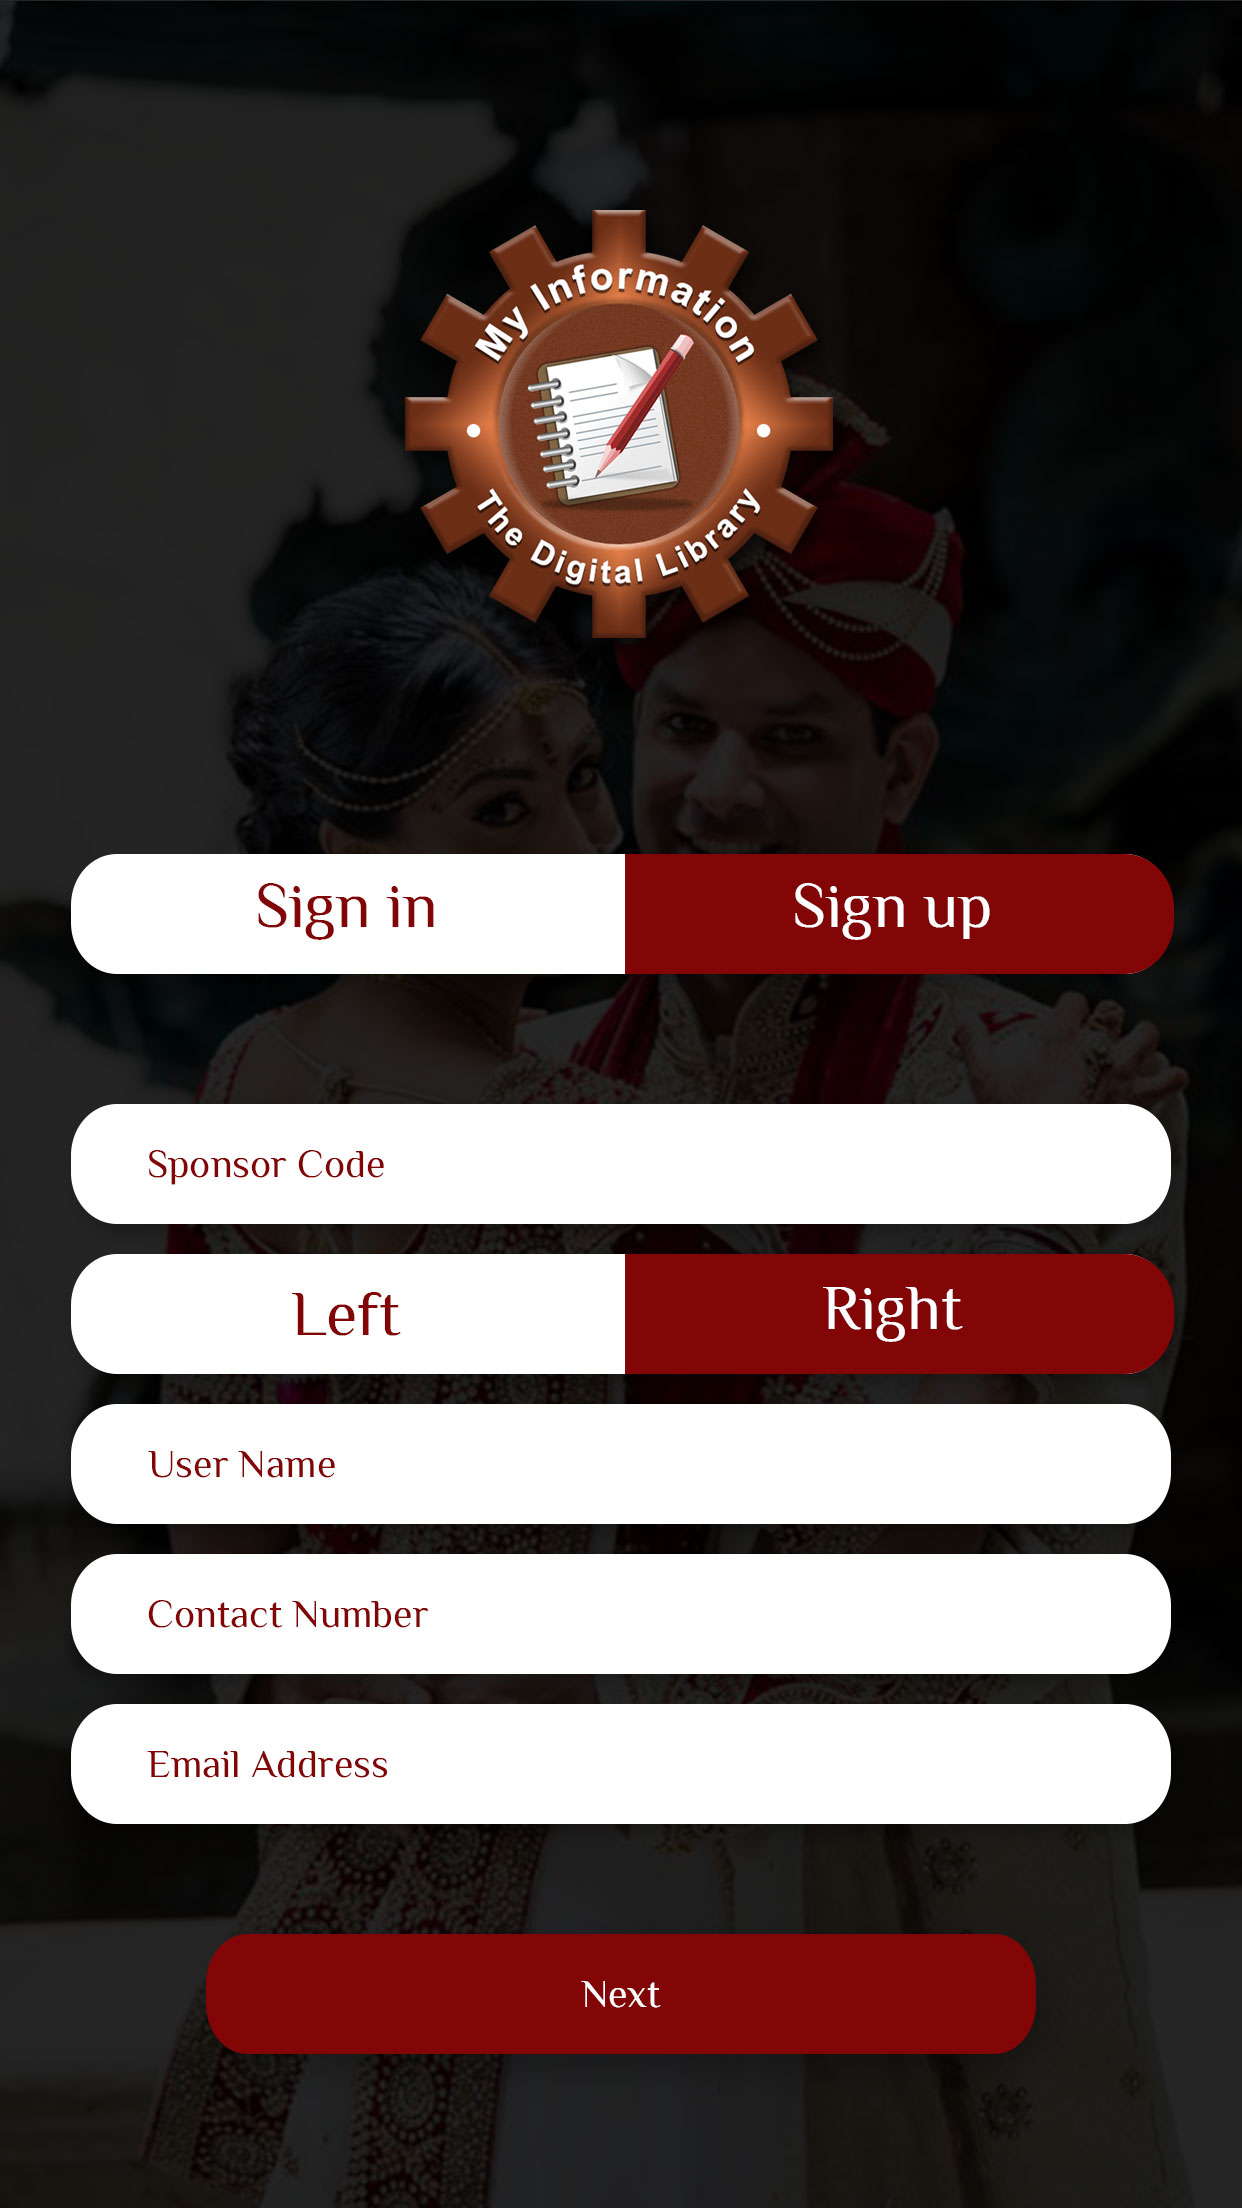 My Information
The Digital Library
Sign in Sign up
Sponsor Code
Left Right
User Name
Contact Number
Email Address
Next